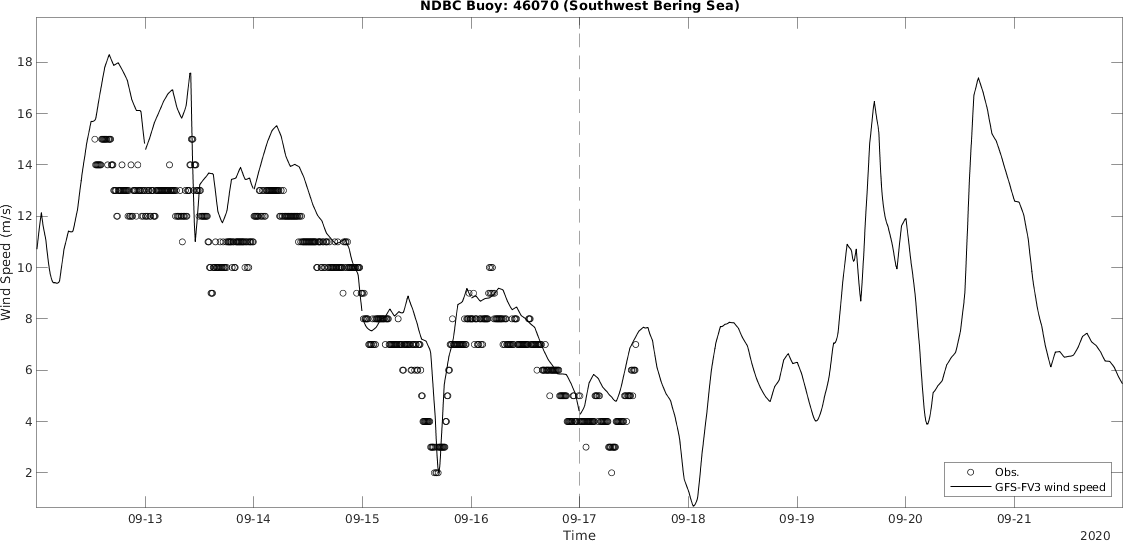 NDBC Buoy: 46070 (Southwest Bering Sea)
18
16
14
12
10
8
6
4
2
Wind Speed (m/s)
Obs.
GFS-FV3 wind speed
09-13 09-14 09-15 09-16 09-17 09-18 09-19 09-20 09-21
Time
2020